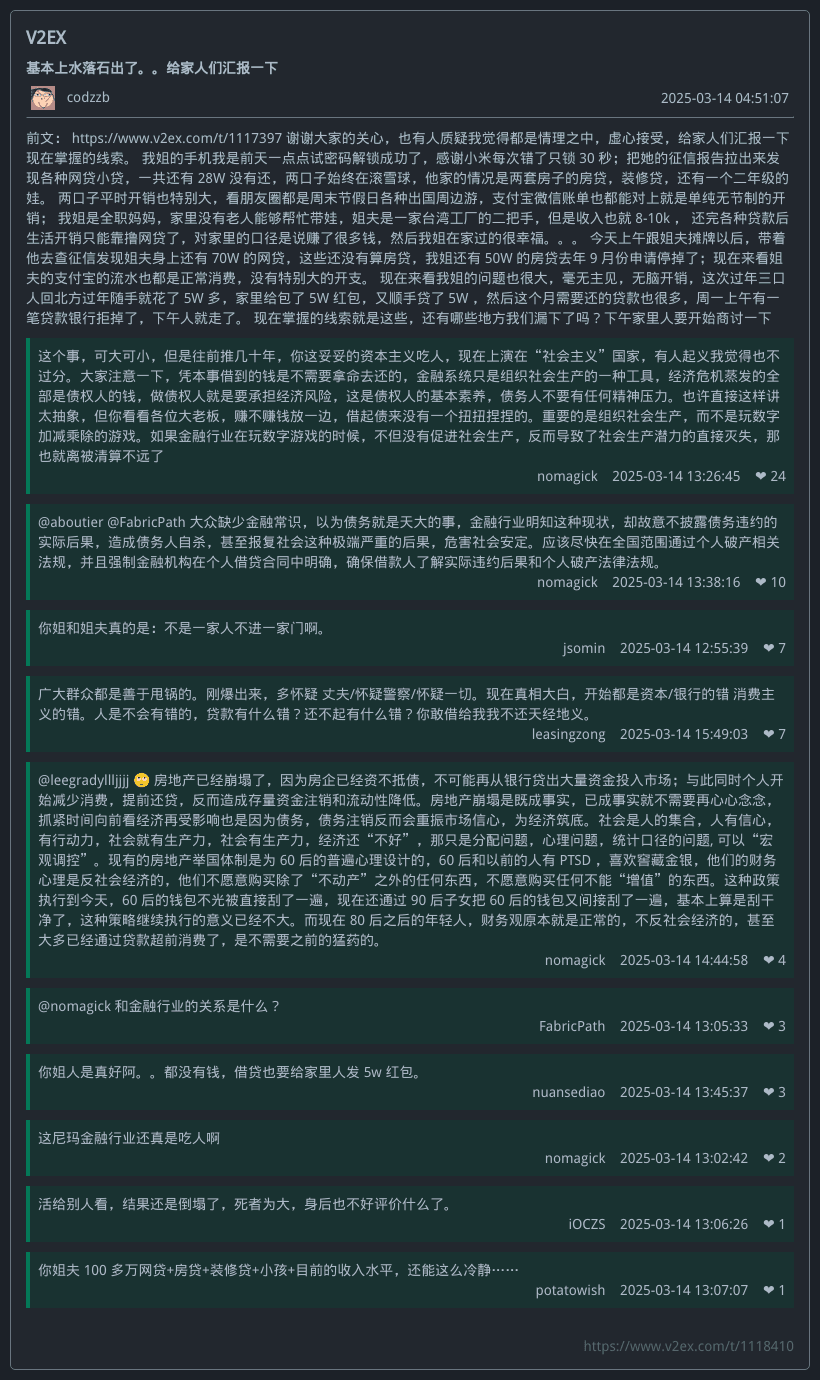 V2EX
基本上水落石出了。。给家人们汇报一下
codzzb
2025-03-14 04:51:07
前文： https://www.v2ex.com/t/1117397 谢谢大家的关心，也有人质疑我觉得都是情理之中，虚心接受，给家人们汇报一下
现在掌握的线索。 我姐的手机我是前天一点点试密码解锁成功了，感谢小米每次错了只锁 30 秒；把她的征信报告拉出来发
现各种网贷小贷，一共还有 28W 没有还，两口子始终在滚雪球，他家的情况是两套房子的房贷，装修贷，还有一个二年级的
娃。 两口子平时开销也特别大，看朋友圈都是周末节假日各种出国周边游，支付宝微信账单也都能对上就是单纯无节制的开
销； 我姐是全职妈妈，家里没有老人能够帮忙带娃，姐夫是一家台湾工厂的二把手，但是收入也就 8-10k ， 还完各种贷款后
生活开销只能靠撸网贷了，对家里的口径是说赚了很多钱，然后我姐在家过的很幸福。。。 今天上午跟姐夫摊牌以后，带着
他去查征信发现姐夫身上还有 70W 的网贷，这些还没有算房贷，我姐还有 50W 的房贷去年 9 月份申请停掉了；现在来看姐
夫的支付宝的流水也都是正常消费，没有特别大的开支。 现在来看我姐的问题也很大，毫无主见，无脑开销，这次过年三口
人回北方过年随手就花了 5W 多，家里给包了 5W 红包，又顺手贷了 5W ，然后这个月需要还的贷款也很多，周一上午有一
笔贷款银行拒掉了，下午人就走了。 现在掌握的线索就是这些，还有哪些地方我们漏下了吗？下午家里人要开始商讨一下
这个事，可大可小，但是往前推几十年，你这妥妥的资本主义吃人，现在上演在“社会主义”国家，有人起义我觉得也不
过分。大家注意一下，凭本事借到的钱是不需要拿命去还的，金融系统只是组织社会生产的一种工具，经济危机蒸发的全
部是债权人的钱，做债权人就是要承担经济风险，这是债权人的基本素养，债务人不要有任何精神压力。也许直接这样讲
太抽象，但你看看各位大老板，赚不赚钱放一边，借起债来没有一个扭扭捏捏的。重要的是组织社会生产，而不是玩数字
加减乘除的游戏。如果金融行业在玩数字游戏的时候，不但没有促进社会生产，反而导致了社会生产潜力的直接灭失，那
也就离被清算不远了
nomagick 2025-03-14 13:26:45 ❤ 24
@aboutier @FabricPath 大众缺少金融常识，以为债务就是天大的事，金融行业明知这种现状，却故意不披露债务违约的
实际后果，造成债务人自杀，甚至报复社会这种极端严重的后果，危害社会安定。应该尽快在全国范围通过个人破产相关
法规，并且强制金融机构在个人借贷合同中明确，确保借款人了解实际违约后果和个人破产法律法规。
nomagick 2025-03-14 13:38:16 ❤ 10
你姐和姐夫真的是：不是一家人不进一家门啊。
jsomin 2025-03-14 12:55:39 ❤ 7
广大群众都是善于甩锅的。刚爆出来，多怀疑 丈夫/怀疑警察/怀疑一切。现在真相大白，开始都是资本/银行的错 消费主
义的错。人是不会有错的，贷款有什么错？还不起有什么错？你敢借给我我不还天经地义。
leasingzong 2025-03-14 15:49:03 ❤ 7
@leegradyllljjjj 🙄 房地产已经崩塌了，因为房企已经资不抵债，不可能再从银行贷出大量资金投入市场；与此同时个人开
始减少消费，提前还贷，反而造成存量资金注销和流动性降低。房地产崩塌是既成事实，已成事实就不需要再心心念念，
抓紧时间向前看经济再受影响也是因为债务，债务注销反而会重振市场信心，为经济筑底。社会是人的集合，人有信心，
有行动力，社会就有生产力，社会有生产力，经济还“不好”，那只是分配问题，心理问题，统计口径的问题, 可以“宏
观调控”。现有的房地产举国体制是为 60 后的普遍心理设计的，60 后和以前的人有 PTSD ，喜欢窖藏金银，他们的财务
心理是反社会经济的，他们不愿意购买除了“不动产”之外的任何东西，不愿意购买任何不能“增值”的东西。这种政策
执行到今天，60 后的钱包不光被直接刮了一遍，现在还通过 90 后子女把 60 后的钱包又间接刮了一遍，基本上算是刮干
净了，这种策略继续执行的意义已经不大。而现在 80 后之后的年轻人，财务观原本就是正常的，不反社会经济的，甚至
大多已经通过贷款超前消费了，是不需要之前的猛药的。
nomagick 2025-03-14 14:44:58 ❤ 4
@nomagick 和金融行业的关系是什么？
FabricPath 2025-03-14 13:05:33 ❤ 3
你姐人是真好阿。。都没有钱，借贷也要给家里人发 5w 红包。
nuansediao 2025-03-14 13:45:37 ❤ 3
这尼玛金融行业还真是吃人啊
nomagick 2025-03-14 13:02:42 ❤ 2
活给别人看，结果还是倒塌了，死者为大，身后也不好评价什么了。
iOCZS 2025-03-14 13:06:26 ❤ 1
你姐夫 100 多万网贷+房贷+装修贷+小孩+目前的收入水平，还能这么冷静……
potatowish 2025-03-14 13:07:07 ❤ 1
https://www.v2ex.com/t/1118410